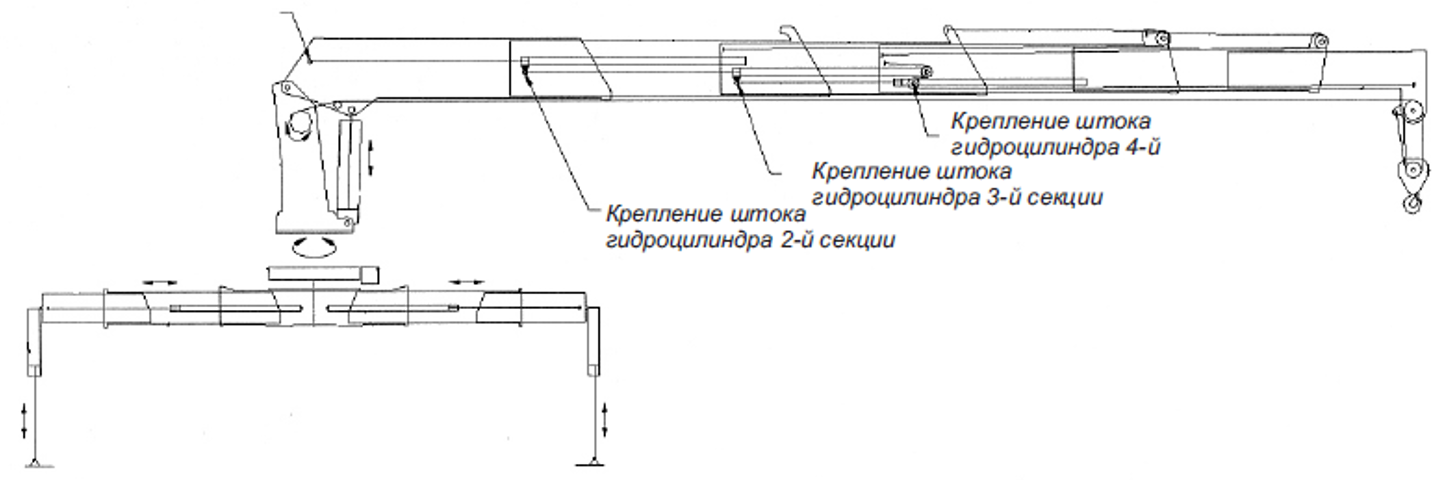 Крепление штока
гидроцилиндра 4-й
Крепление штока
гидроцилиндра 3-й секции
Крепление штока
гидроцилиндра 2-й секции